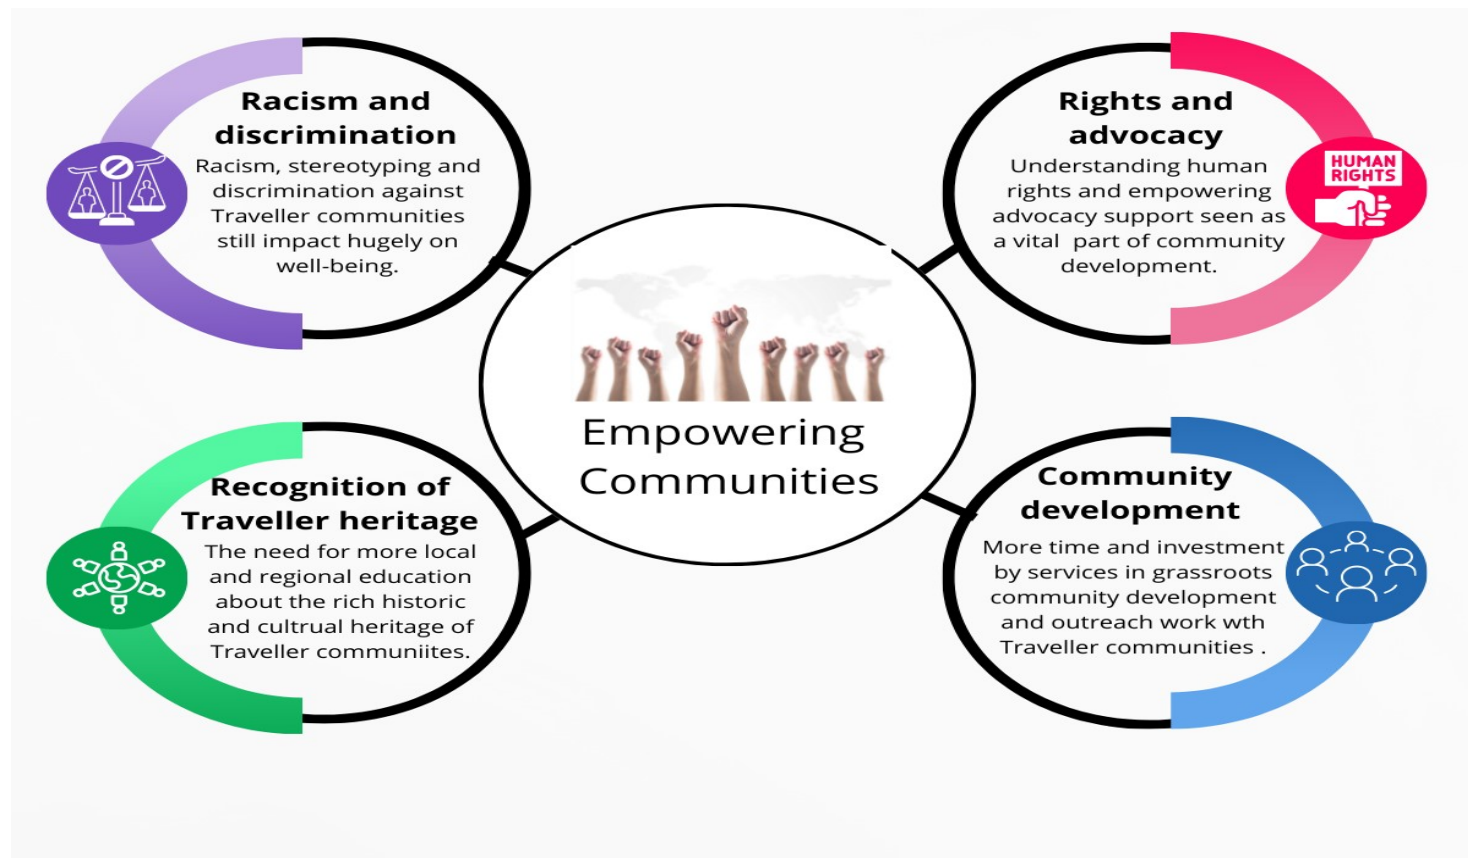 Racism and
discrimination
Racism, stereotyping and
discrimination against
Traveller communities
still impact hugely on
well-being.
Rights and
advocacy
Understanding human
rights and empowering
advocacy support seen as
a vital  part of community
development.
HUMAN
RIGHTS
Empowering
Communities
Recognition of
Traveller heritage
The need for more local
and regional education
about the rich historic
and cultrual heritage of
Traveller communiites.
Community
development
More time and investment
by services in grassroots
community development
and outreach work wth
Traveller communities .